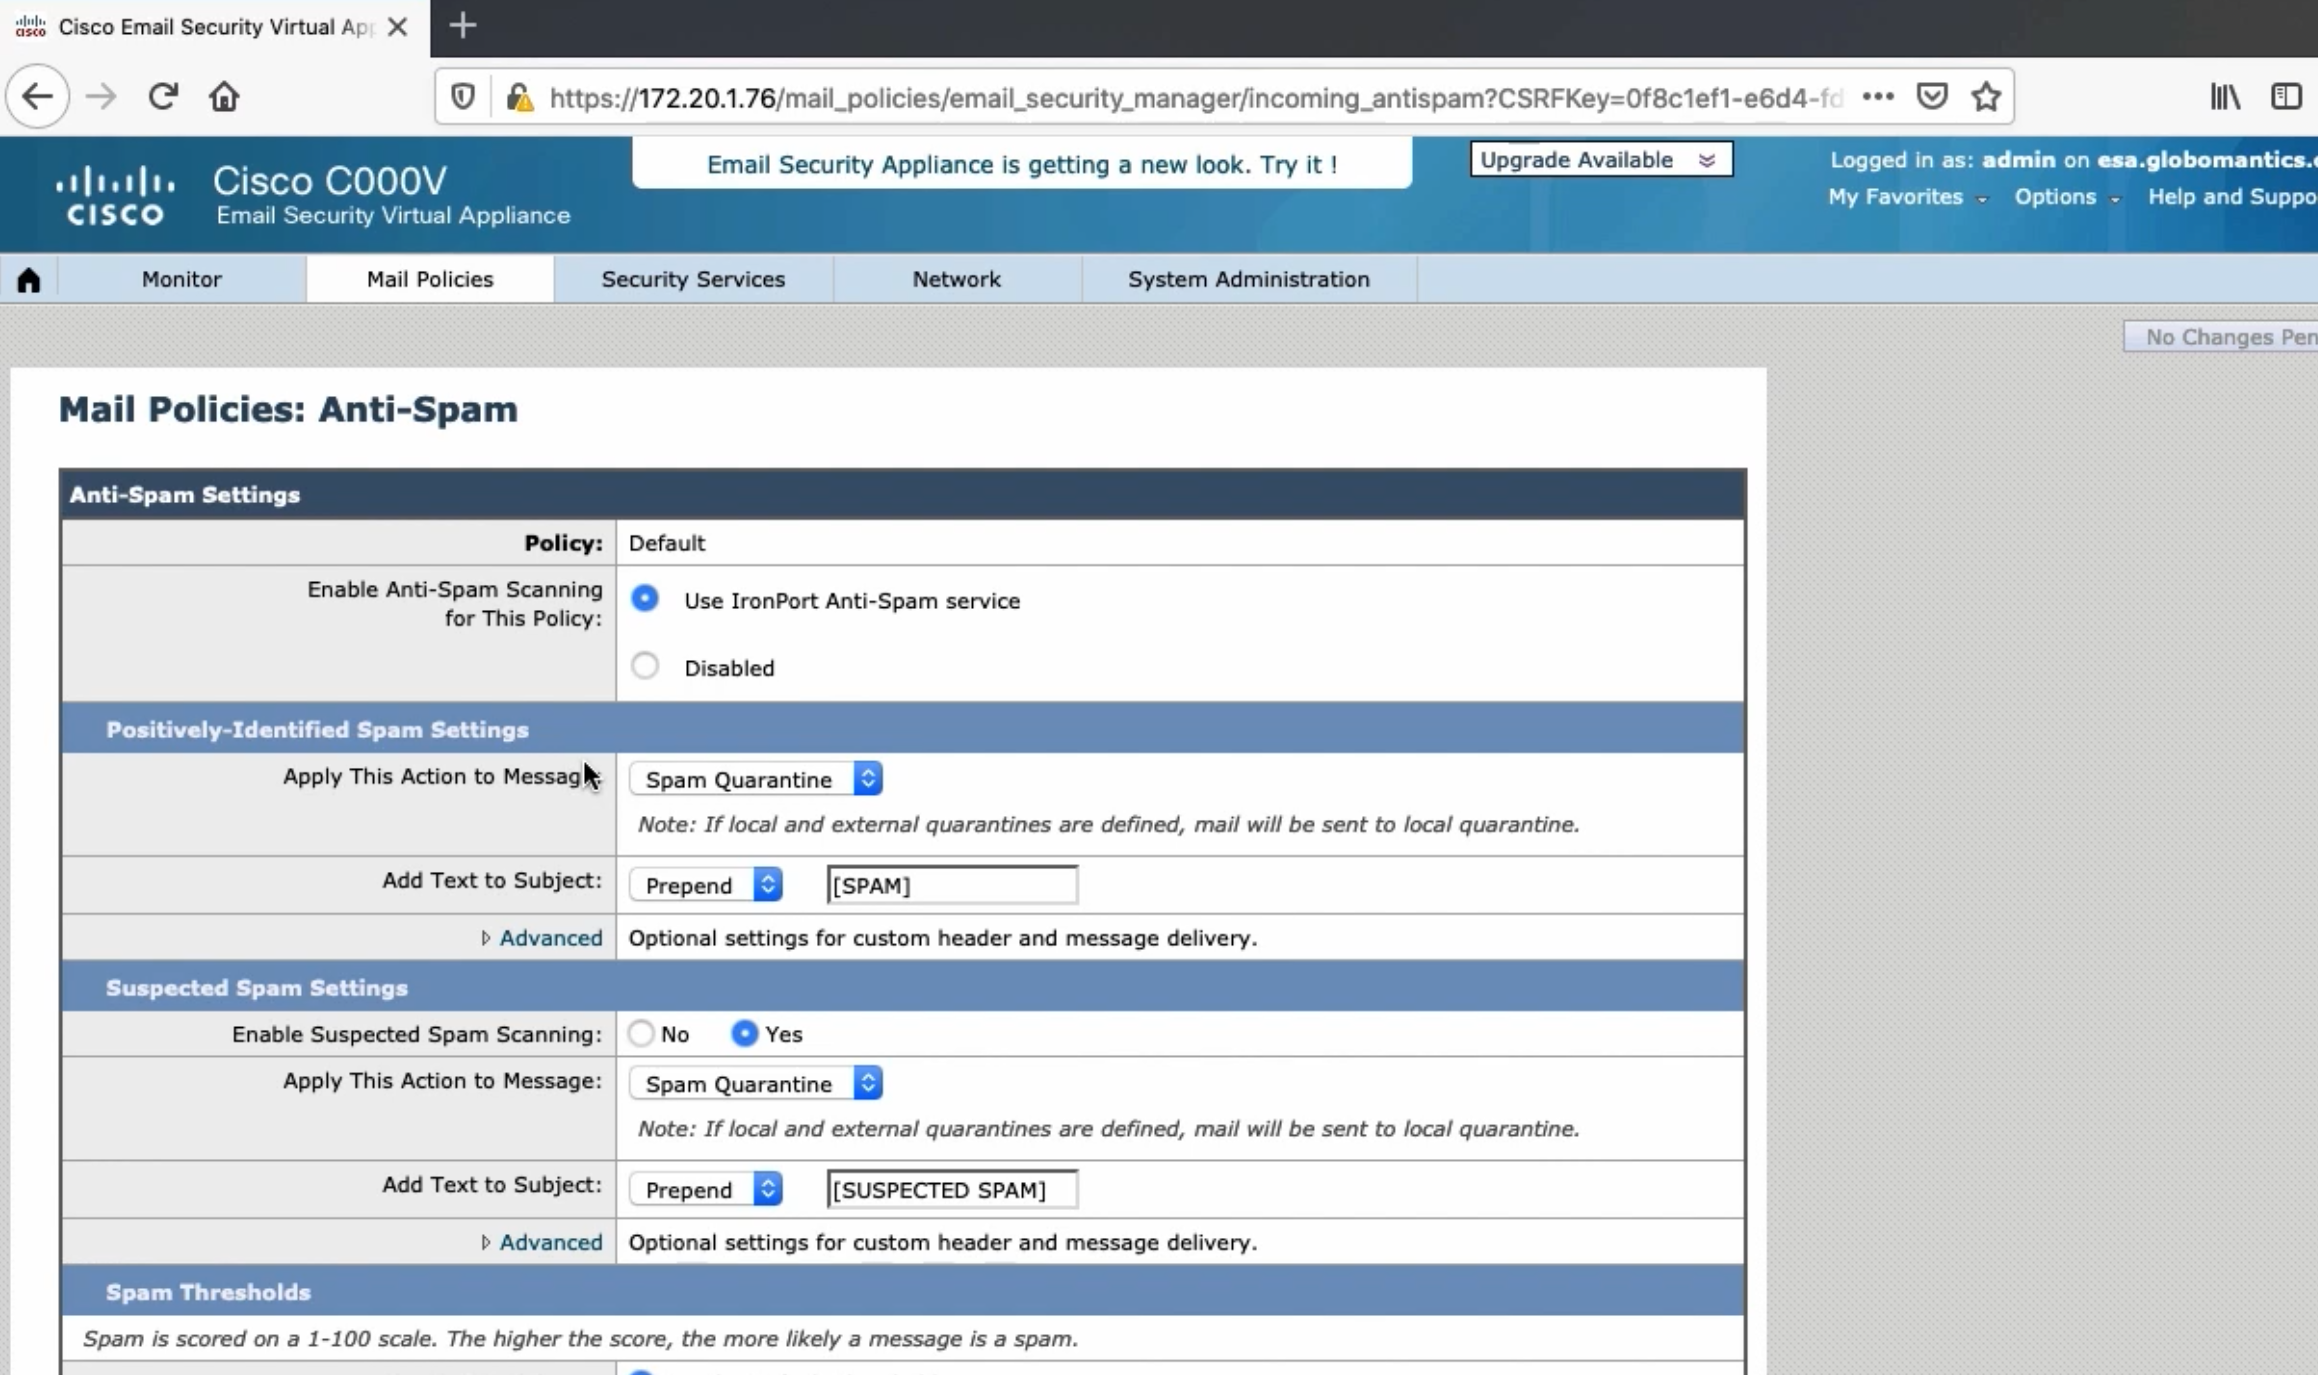 Cisco Email Security Virtual App
https://172.20.1.76/mail_policies/email_security_manager/incoming_antispam?CSRFKey=0f8c1ef1-e6d4-fd
CISCO
Cisco C000V
Email Security Virtual Appliance
Email Security Appliance is getting a new look. Try it !
Upgrade Available
Logged in as: admin on esa.globomantics.
My Favorites Options Help and Suppo
Monitor Mail Policies Security Services Network System Administration
No Changes Pen
Mail Policies: Anti-Spam
Anti-Spam Settings
Policy: Default
Enable Anti-Spam Scanning
for This Policy:
Use IronPort Anti-Spam service
Disabled
Positively-Identified Spam Settings
Apply This Action to Message: Spam Quarantine
Note: If local and external quarantines are defined, mail will be sent to local quarantine.
Add Text to Subject: Prepend [SPAM]
Advanced Optional settings for custom header and message delivery.
Suspected Spam Settings
Enable Suspected Spam Scanning: No Yes
Apply This Action to Message: Spam Quarantine
Note: If local and external quarantines are defined, mail will be sent to local quarantine.
Add Text to Subject: Prepend [SUSPECTED SPAM]
Advanced Optional settings for custom header and message delivery.
Spam Thresholds
Spam is scored on a 1-100 scale. The higher the score, the more likely a message is a spam.